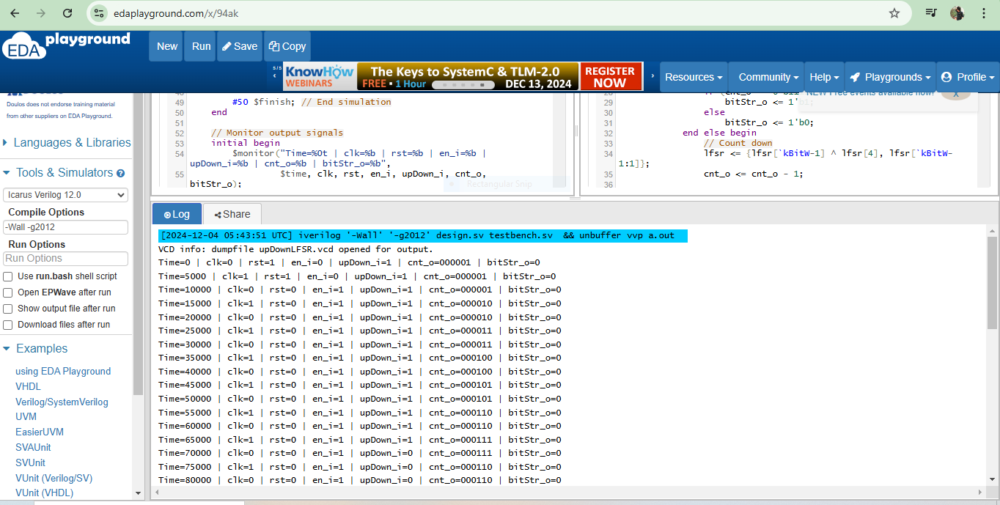 edaplayground.com/x/94ak
EDA playground
New
Run
Save
Copy
5/5
KnowHow
WEBINARS
The Keys to SystemC & TLM-2.0
FREE • 1 Hour
DEC 13, 2024
REGISTER
NOW
Resources
Community
Help
Playgrounds
Profile
Doulos does not endorse training material
from other suppliers on EDA Playground.
Languages & Libraries
Tools & Simulators
Icarus Verilog 12.0
Compile Options
-Wall -g2012
Run Options
Run Options
Use run.bash shell script
Open EPWave after run
Show output file after run
Download files after run
Examples
using EDA Playground
VHDL
Verilog/SystemVerilog
UVM
EasierUVM
SVAUnit
SVUnit
VUnit (Verilog/SV)
VUnit (VHDL)
49 #50 $finish; // End simulation
50 end
51
52 // Monitor output signals
53 initial begin
54 $monitor("Time=%0t | clk=%b | rst=%b | en_i=%b |
updown_i=%b | cnt_o=%b | bitStr_o=%b",
55 $time, clk, rst, en_i, upDown_i, cnt_o,
bitStr_o);
Rectangular Snip
NEW Free events available now!
x
29 bitStr_o <= 1'b1;
30 else
31 bitStr_o <= 1'b0;
32 end else begin
33 // Count down
34 lfsr <= {lfsr[`kBitW-1] ^ lfsr[4], lfsr[`kBitW-
1:1]};
35 cnt_o <= cnt_o - 1;
36
Log
Share
[2024-12-04 05:43:51 UTC] iverilog '-Wall' '-g2012' design.sv testbench.sv && unbuffer vvp a.out
VCD info: dumpfile upDownLFSR.vcd opened for output.
Time=0 | clk=0 | rst=1 | en_i=0 | upDown_i=1 | cnt_o=000001 | bitStr_o=0
Time=5000 | clk=1 | rst=1 | en_i=0 | upDown_i=1 | cnt_o=000001 | bitStr_o=0
Time=10000 | clk=0 | rst=0 | en_i=1 | upDown_i=1 | cnt_o=000001 | bitStr_o=0
Time=15000 | clk=1 | rst=0 | en_i=1 | upDown_i=1 | cnt_o=000010 | bitStr_o=0
Time=20000 | clk=0 | rst=0 | en_i=1 | upDown_i=1 | cnt_o=000010 | bitStr_o=0
Time=25000 | clk=1 | rst=0 | en_i=1 | upDown_i=1 | cnt_o=000011 | bitStr_o=0
Time=30000 | clk=0 | rst=0 | en_i=1 | upDown_i=1 | cnt_o=000011 | bitStr_o=0
Time=35000 | clk=1 | rst=0 | en_i=1 | upDown_i=1 | cnt_o=000100 | bitStr_o=0
Time=40000 | clk=0 | rst=0 | en_i=1 | upDown_i=1 | cnt_o=000100 | bitStr_o=0
Time=45000 | clk=1 | rst=0 | en_i=1 | upDown_i=1 | cnt_o=000101 | bitStr_o=0
Time=50000 | clk=0 | rst=0 | en_i=1 | upDown_i=1 | cnt_o=000101 | bitStr_o=0
Time=55000 | clk=1 | rst=0 | en_i=1 | upDown_i=1 | cnt_o=000110 | bitStr_o=0
Time=60000 | clk=0 | rst=0 | en_i=1 | upDown_i=1 | cnt_o=000110 | bitStr_o=0
Time=65000 | clk=1 | rst=0 | en_i=1 | upDown_i=1 | cnt_o=000111 | bitStr_o=0
Time=70000 | clk=0 | rst=0 | en_i=1 | upDown_i=0 | cnt_o=000111 | bitStr_o=0
Time=75000 | clk=1 | rst=0 | en_i=1 | upDown_i=0 | cnt_o=000110 | bitStr_o=0
Time=80000 | clk=0 | rst=0 | en_i=1 | upDown_i=0 | cnt_o=000110 | bitStr_o=0